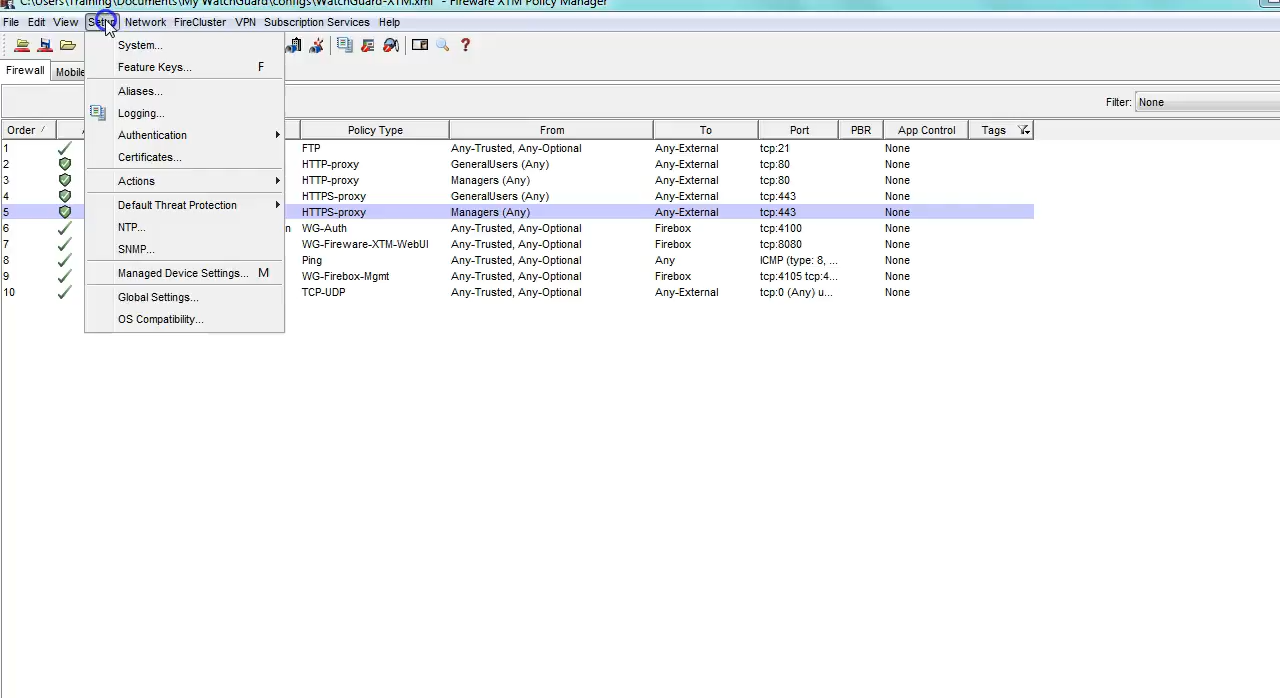 C:\Users\Training\Documents\My WatchGuard\configs\WatchGuard-XTM.xml * - Fireware XTM Policy Manager
File Edit View Setup Network FireCluster VPN Subscription Services Help
Firewall Mobile
Filter: None
System...
Feature Keys... F
Aliases...
Logging...
Authentication
Certificates...
Actions
Default Threat Protection
NTP...
SNMP...
Managed Device Settings... M
Global Settings...
OS Compatibility...
Order / Policy Type From To Port PBR App Control Tags
1 FTP Any-Trusted, Any-Optional Any-External tcp:21 None
2 HTTP-proxy GeneralUsers (Any) Any-External tcp:80 None
3 HTTP-proxy Managers (Any) Any-External tcp:80 None
4 HTTPS-proxy GeneralUsers (Any) Any-External tcp:443 None
5 HTTPS-proxy Managers (Any) Any-External tcp:443 None
6 n WG-Auth Any-Trusted, Any-Optional Firebox tcp:4100 None
7 WG-Fireware-XTM-WebUI Any-Trusted, Any-Optional Firebox tcp:8080 None
8 Ping Any-Trusted, Any-Optional Any ICMP (type: 8, ... None
9 WG-Firebox-Mgmt Any-Trusted, Any-Optional Firebox tcp:4105 tcp:4... None
10 TCP-UDP Any-Trusted, Any-Optional Any-External tcp:0 (Any) u... None